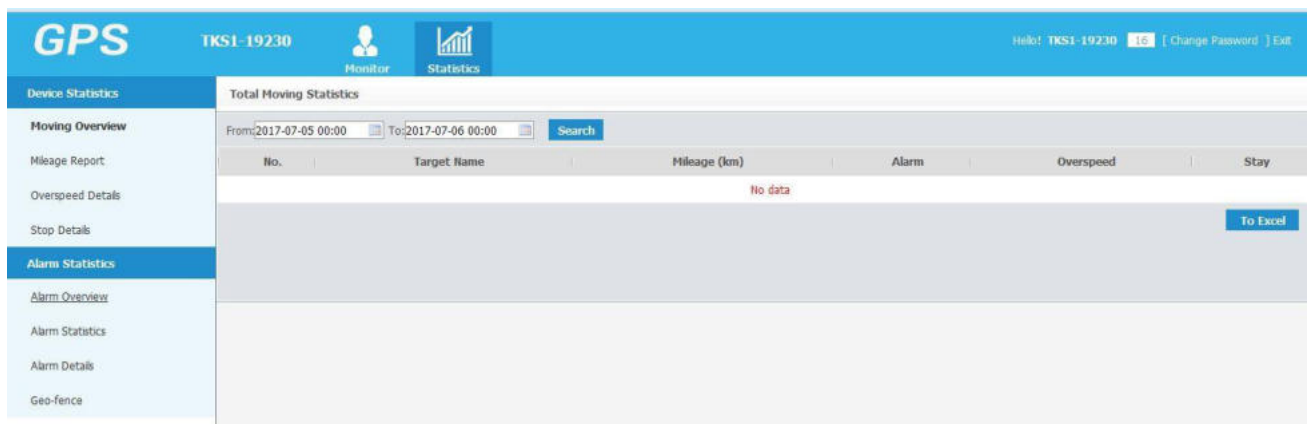 GPS
TKS1-19230
Monitor
Statistics
Hello! TKS1-19230 16 [ Change Password ] Exit
Device Statistics
Moving Overview
Mileage Report
Overspeed Details
Stop Details
Alarm Statistics
Alarm Overview
Alarm Statistics
Alarm Details
Geo-fence
Total Moving Statistics
From: 2017-07-05 00:00 To: 2017-07-06 00:00 Search
No. Target Name Mileage (km) Alarm Overspeed Stay
No data
To Excel